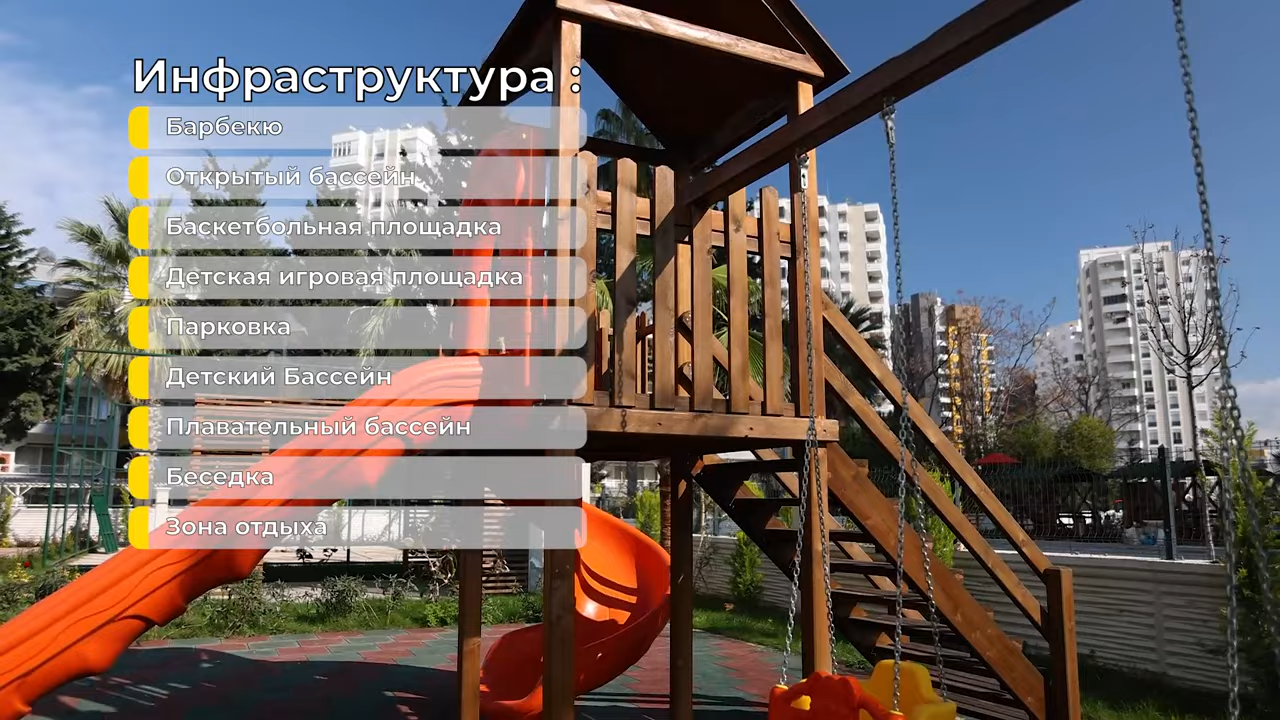 Инфраструктура :
Барбекю
Открытый бассейн
Баскетбольная площадка
Детская игровая площадка
Парковка
Детский Бассейн
Плавательный бассейн
Беседка
Зона отдыха